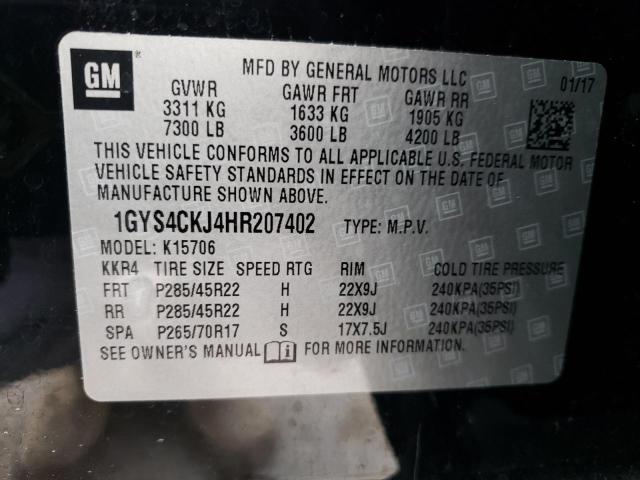 GM
MFD BY GENERAL MOTORS LLC
01/17
GVWR GAWR FRT GAWR RR
3311 KG 1633 KG 1905 KG
7300 LB 3600 LB 4200 LB
THIS VEHICLE CONFORMS TO ALL APPLICABLE U.S. FEDERAL MOTOR
VEHICLE SAFETY STANDARDS IN EFFECT ON THE DATE OF
MANUFACTURE SHOWN ABOVE.
1GYS4CKJ4HR207402 TYPE: M.P.V.
MODEL: K15706
KKR4 TIRE SIZE SPEED RTG RIM COLD TIRE PRESSURE
FRT P285/45R22 H 22X9J 240KPA(35PSI)
RR P285/45R22 H 22X9J 240KPA(35PSI)
SPA P265/70R17 S 17X7.5J 240KPA(35PSI)
SEE OWNER'S MANUAL i FOR MORE INFORMATION.